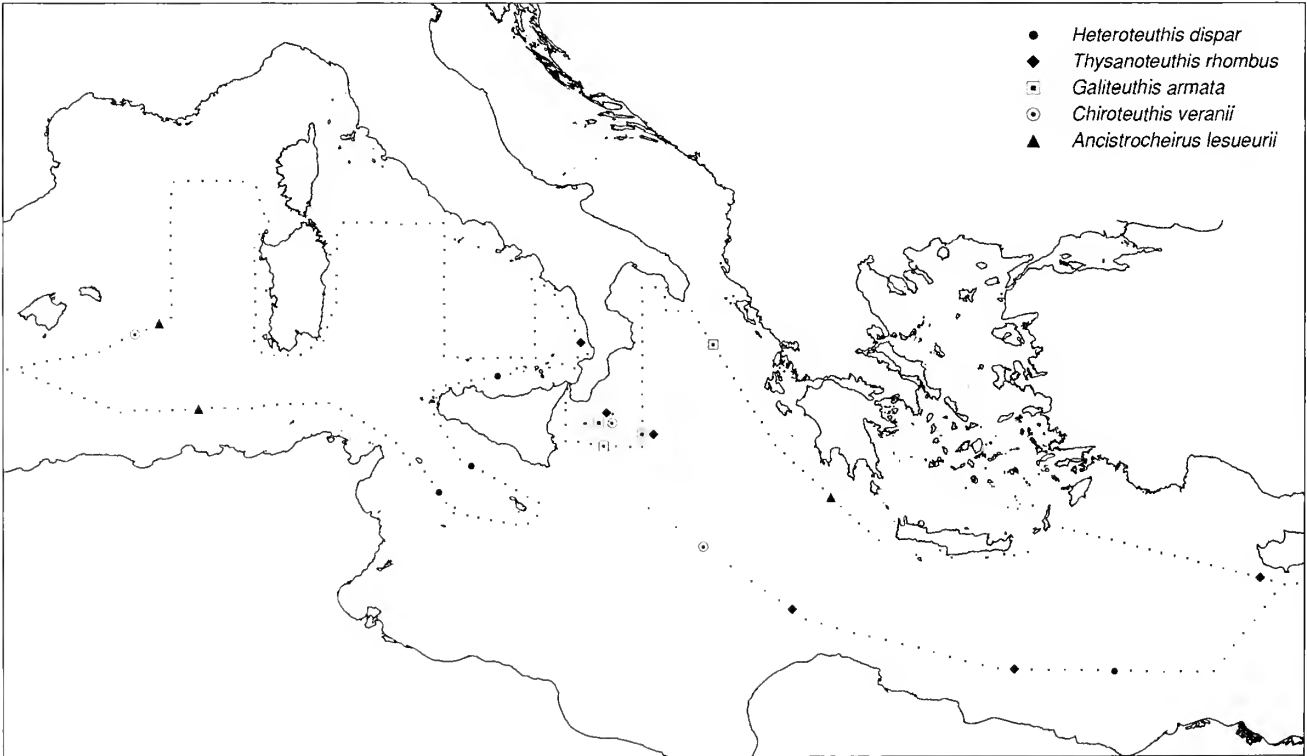 Heteroteuthis dispar
Thysanoteuthis rhombus
Galiteuthis armata
Chiroteuthis veranii
Ancistrocheirus lesueurii